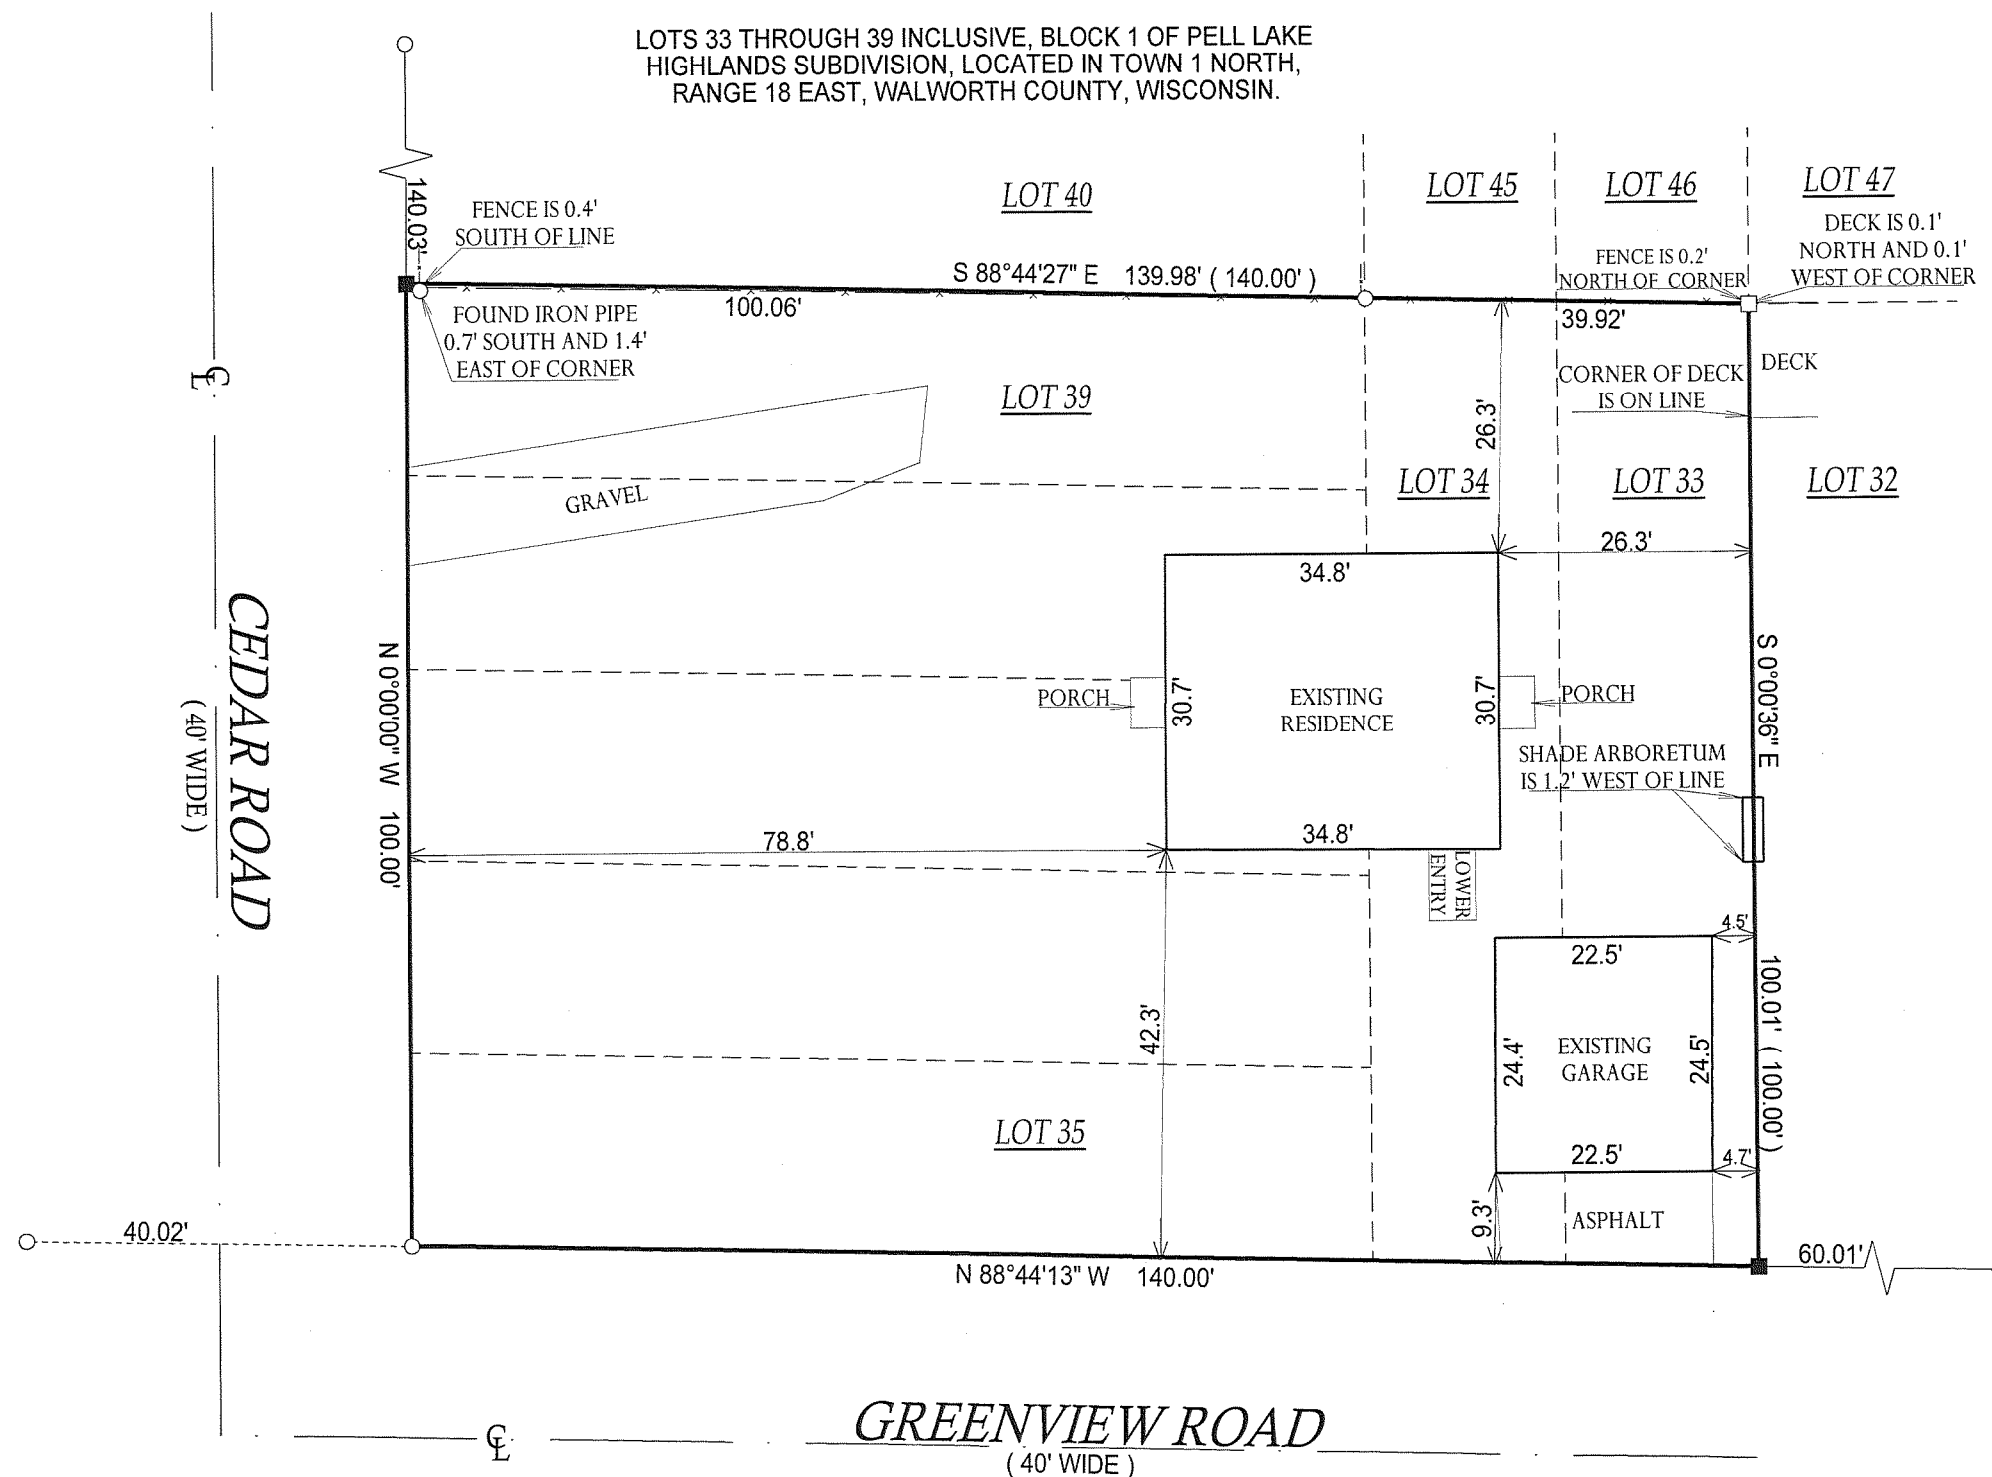 LOTS 33 THROUGH 39 INCLUSIVE, BLOCK 1 OF PELL LAKE
HIGHLANDS SUBDIVISION, LOCATED IN TOWN 1 NORTH,
RANGE 18 EAST, WALWORTH COUNTY, WISCONSIN.
140.03'
FENCE IS 0.4'
SOUTH OF LINE
LOT 40
LOT 45
LOT 46
LOT 47
DECK IS 0.1'
NORTH AND 0.1'
WEST OF CORNER
FENCE IS 0.2'
NORTH OF CORNER
S 88°44'27" E 139.98' ( 140.00' )
100.06'
39.92'
FOUND IRON PIPE
0.7' SOUTH AND 1.4'
EAST OF CORNER
LOT 39
CORNER OF DECK
IS ON LINE
DECK
26.3'
GRAVEL
LOT 34
LOT 33
LOT 32
26.3'
34.8'
CEDAR ROAD
( 40' WIDE )
N 0°00'00" W 100.00'
PORCH
30.7'
EXISTING
RESIDENCE
30.7'
PORCH
S 0°00'36" E
SHADE ARBORETUM
IS 1.2' WEST OF LINE
78.8'
34.8'
LOWER
ENTRY
4.5'
22.5'
100.01' ( 100.00' )
42.3'
24.4'
EXISTING
GARAGE
24.5'
LOT 35
22.5'
4.7'
9.3'
ASPHALT
40.02'
60.01'
N 88°44'13" W 140.00'
GREENVIEW ROAD
( 40' WIDE )